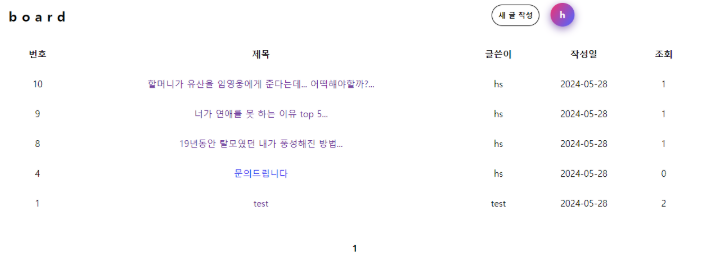 board
새 글 작성
h
번호 제목 글쓴이 작성일 조회
10 할머니가 유산을 임영웅에게 준다는데... 어떡해야할까?... hs 2024-05-28 1
9 너가 연애를 못 하는 이유 top 5... hs 2024-05-28 1
8 19년동안 탈모였던 내가 풍성해진 방법... hs 2024-05-28 1
4 문의드립니다 hs 2024-05-28 0
1 test test 2024-05-28 2
1